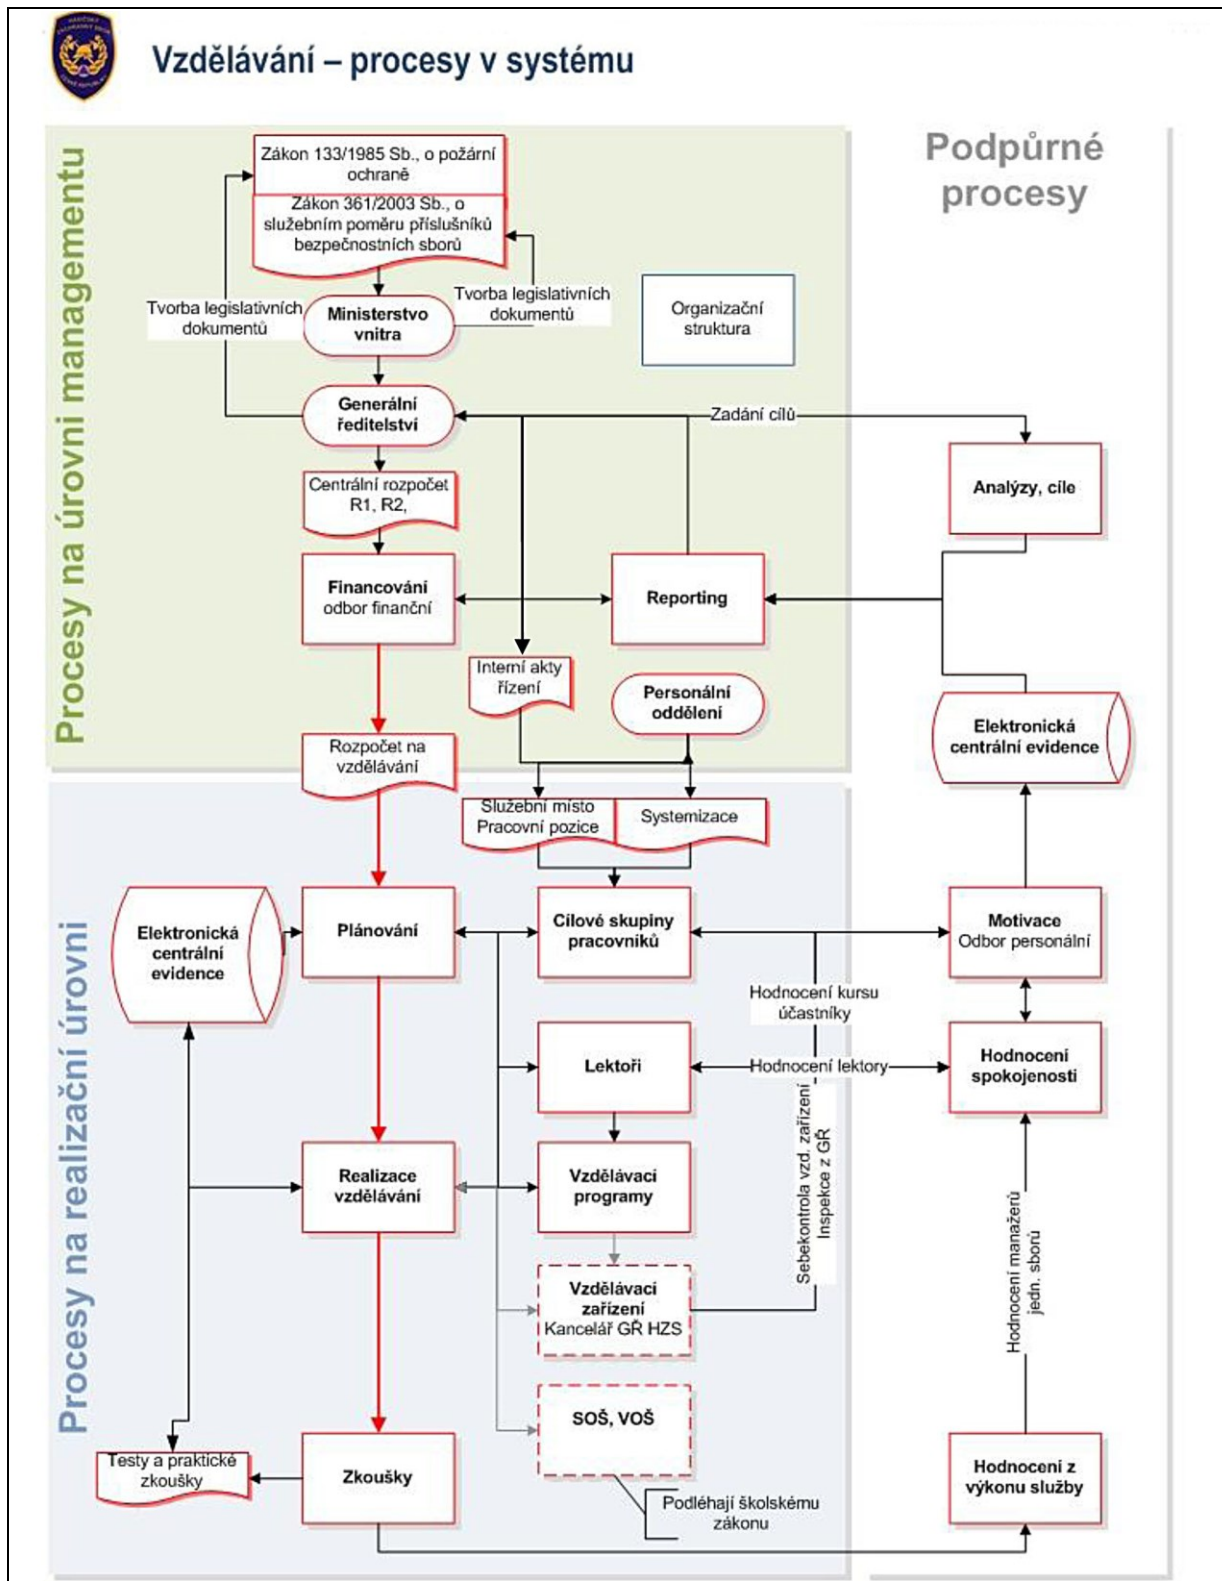 HASIČSKÝ ZÁCHRANNÝ SBOR
ČESKÉ REPUBLIKY
Vzdělávání – procesy v systému
Procesy na úrovni managementu
Podpůrné
procesy
Zákon 133/1985 Sb., o požární
ochraně
Zákon 361/2003 Sb., o
služebním poměru příslušníků
bezpečnostních sborů
Tvorba legislativních
dokumentů
Tvorba legislativních
dokumentů
Ministerstvo
vnitra
Organizační
struktura
Generální
ředitelství
Zadání cílů
Centrální rozpočet
R1, R2,
Analýzy, cíle
Financování
odbor finanční
Reporting
Interní akty
řízení
Personální
oddělení
Elektronická
centrální evidence
Rozpočet na
vzdělávání
Procesy na realizační úrovni
Služební místo
Pracovní pozice
Systemizace
Elektronická
centrální
evidence
Plánování
Cílové skupiny
pracovníků
Motivace
Odbor personální
Hodnocení kursu
účastníky
Lektoři
Hodnocení lektory
Hodnocení
spokojenosti
Sebekontrola vzd. zařízení
Inspekce z GŘ
Realizace
vzdělávání
Vzdělávací
programy
Hodnocení manažerů
jedn. sborů
Vzdělávací
zařízení
Kancelář GŘ HZS
SOŠ, VOŠ
Testy a praktické
zkoušky
Zkoušky
Hodnocení z
výkonu služby
Podléhají školskému
zákonu